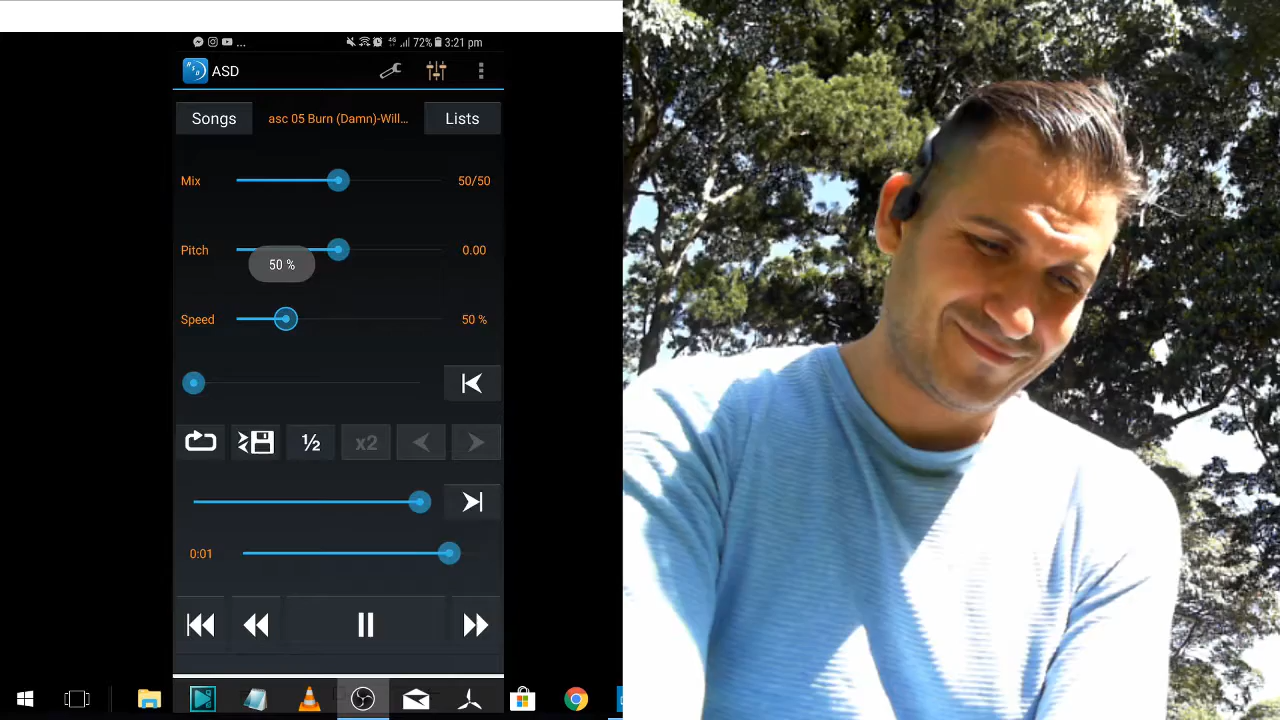 ... 4G 72% 3:21 pm
ASD
Songs asc 05 Burn (Damn)-Will... Lists
Mix 50/50
Pitch 0.00
50 %
Speed 50 %
½ x2
0:01